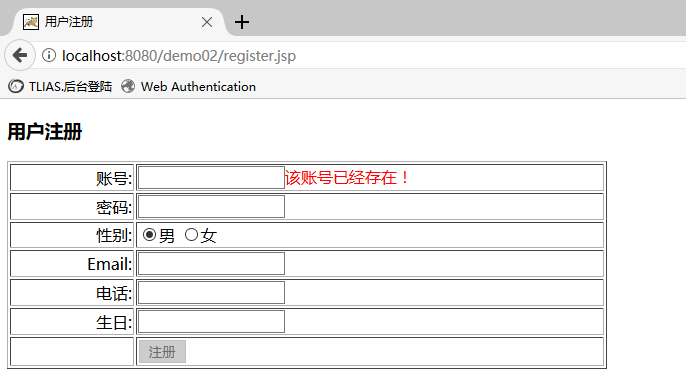 用户注册
localhost:8080/demo02/register.jsp
TLIAS.后台登陆 Web Authentication
用户注册
账号: 该账号已经存在！
密码:
性别: 男 女
Email:
电话:
生日:
注册